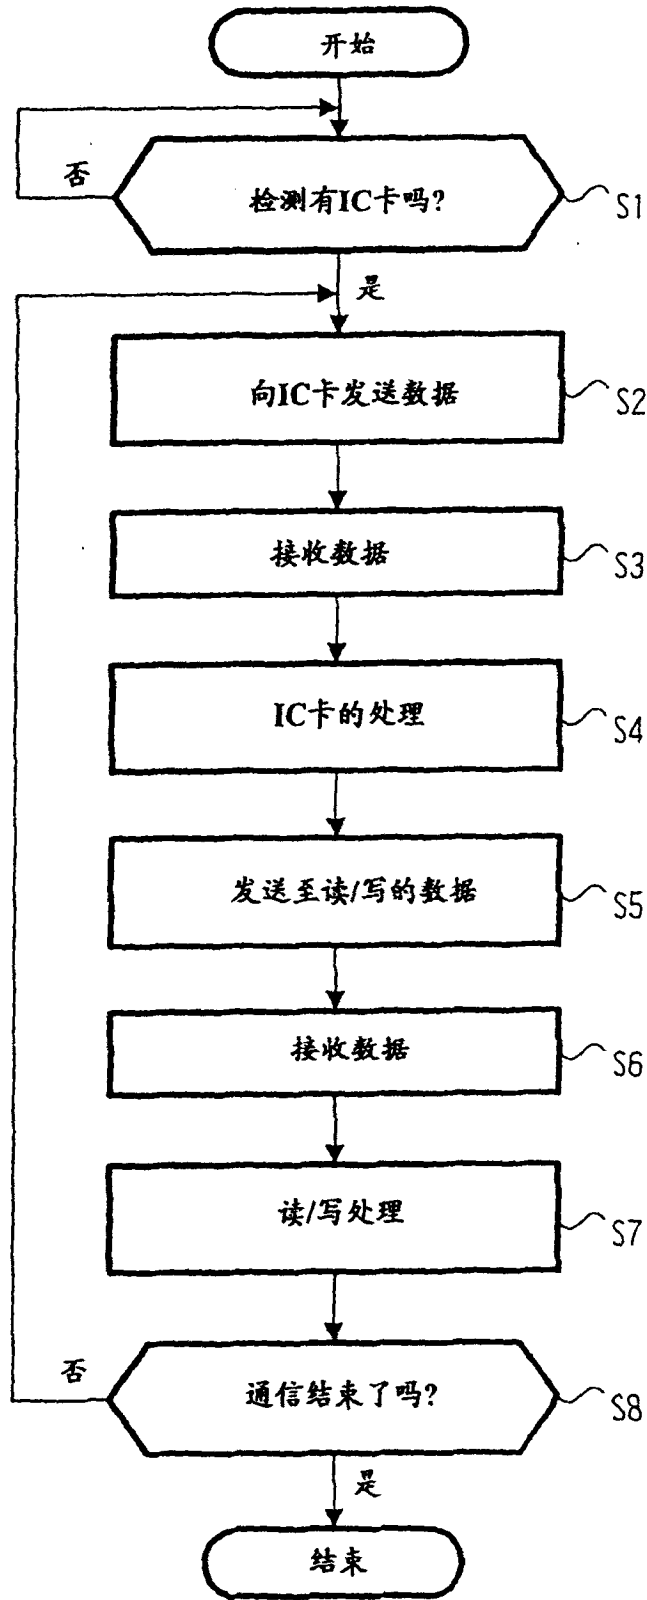 开始
否
检测有IC卡吗?
S1
是
向IC卡发送数据
S2
接收数据
S3
IC卡的处理
S4
发送至读/写的数据
S5
接收数据
S6
读/写处理
S7
否
通信结束了吗?
S8
是
结束